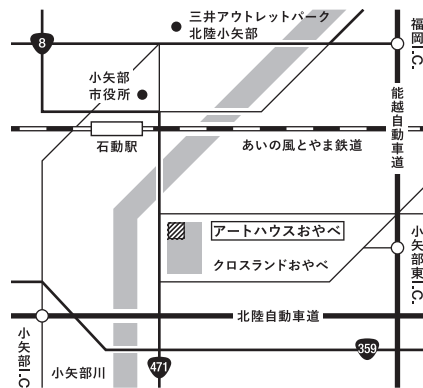 三井アウトレットパーク
北陸小矢部
8
福岡I.C.
小矢部
市役所
能越自動車道
石動駅
あいの風とやま鉄道
アートハウスおやべ
クロスランドおやべ
小矢部東I.C.
北陸自動車道
小矢部I.C
359
小矢部川
471